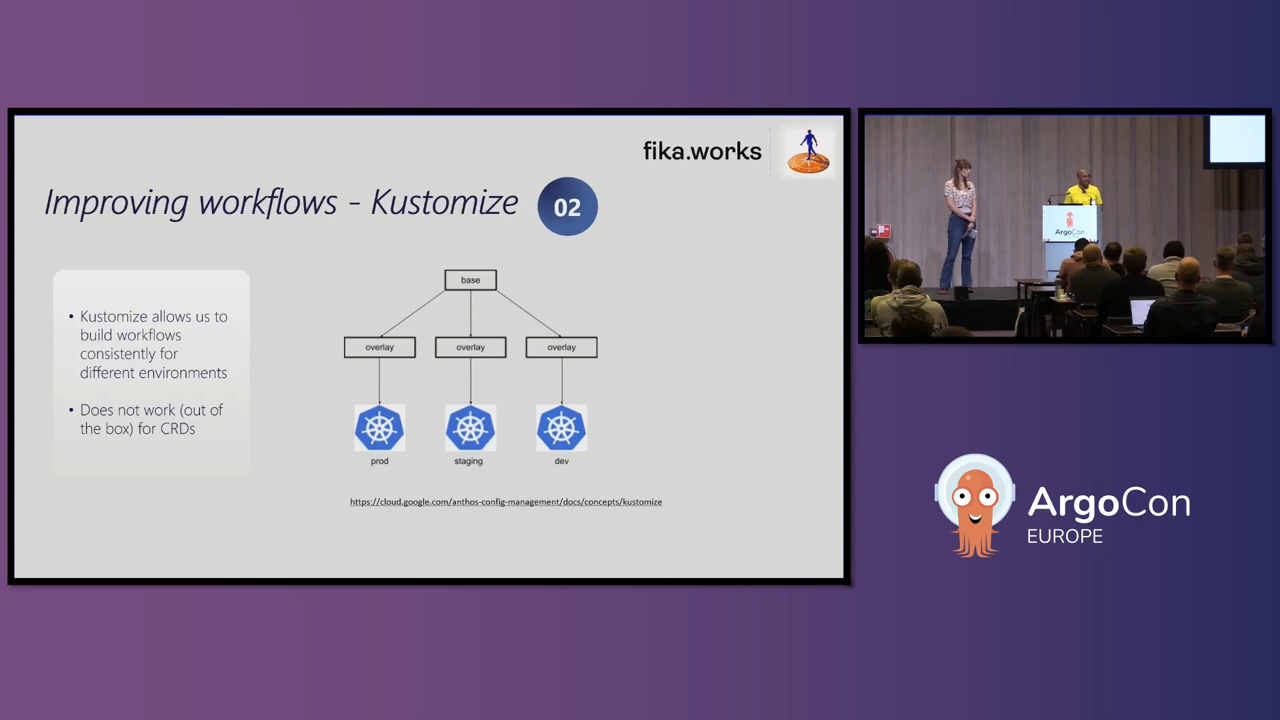 fika.works
Improving workflows - Kustomize
02
• Kustomize allows us to
build workflows
consistently for
different environments
• Does not work (out of
the box) for CRDs
base
overlay
overlay
overlay
prod
staging
dev
https://cloud.google.com/anthos-config-management/docs/concepts/kustomize
ArgoCon
ArgoCon
EUROPE